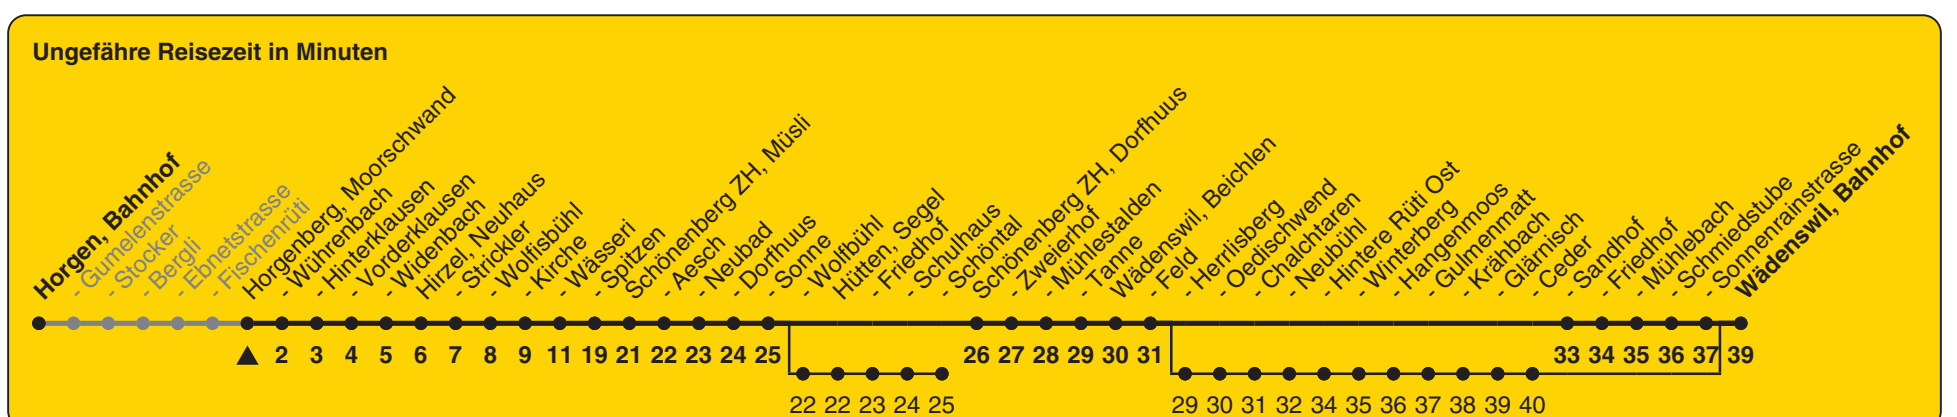 Ungefähre Reisezeit in Minuten
Horgen, Bahnhof
- Gumelenstrasse
- Stocker
- Bergli
- Ebnetstrasse
- Fischenrüti
Horgenberg, Moorschwand
- Wührenbach
- Hinterklausen
- Vorderklausen
- Widenbach
Hirzel, Neuhaus
- Strickler
- Wolfisbühl
- Kirche
- Wässeri
- Spitzen
Schönenberg ZH, Müsli
- Aesch
- Neubad
- Dorfhuus
- Sonne
- Wolfbühl
Hütten, Segel
- Friedhof
- Schulhaus
- Schöntal
Schönenberg ZH, Dorfhuus
- Zweierhof
- Mühlestalden
- Tanne
Wädenswil, Beichlen
- Feld
- Herrlisberg
- Oedischwend
- Chalchtaren
- Neubühl
- Hintere Rüti Ost
- Winterberg
- Hangenmoos
- Gulmenmatt
- Krähbach
- Glärnisch
- Ceder
- Sandhof
- Friedhof
- Mühlebach
- Schmiedstube
- Sonnenrainstrasse
Wädenswil, Bahnhof
2 3 4 5 6 7 8 9 11 19 21 22 23 24 25 26 27 28 29 30 31 33 34 35 36 37 39
22 22 23 24 25 29 30 31 32 34 35 36 37 38 39 40